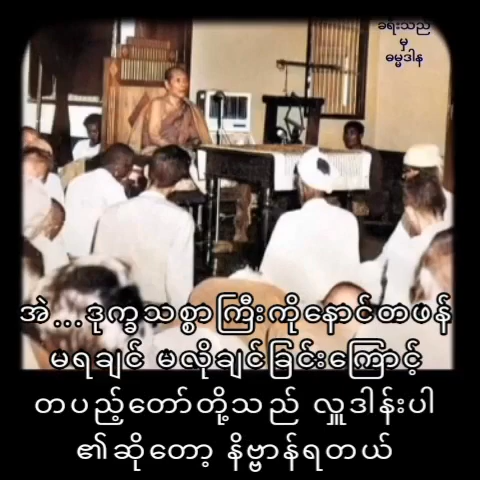 ခရီးသည်
မှ
ဓမ္မဒါန
အဲ...ဒုက္ခသစ္စာကြီးကိုနောင်တဖန်
မရချင် မလိုချင်ခြင်းကြောင့်
တပည့်တော်တို့သည် လှူဒါန်းပါ
၏ဆိုတော့ နိဗ္ဗာန်ရတယ်